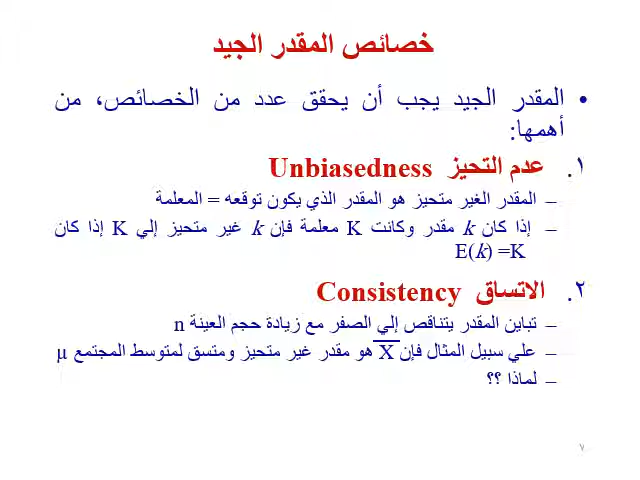 خصائص المقدر الجيد
• المقدر الجيد يجب أن يحقق عدد من الخصائص، من
أهمها:
١. عدم التحيز Unbiasedness
– المقدر الغير متحيز هو المقدر الذي يكون توقعه = المعلمة
– إذا كان k مقدر وكانت K معلمة فإن k غير متحيز إلي K إذا كان
E(k) =K
٢. الاتساق Consistency
– تباين المقدر يتناقص إلي الصفر مع زيادة حجم العينة n
– علي سبيل المثال فإن X̅ هو مقدر غير متحيز ومتسق لمتوسط المجتمع µ
– لماذا ؟؟
٧